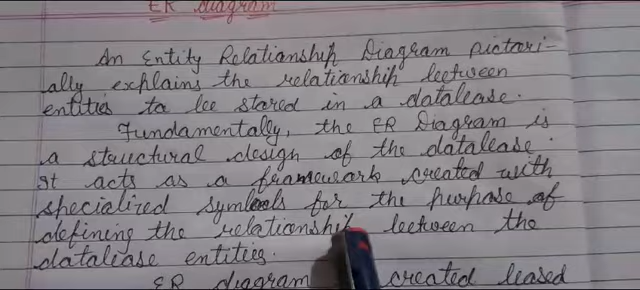 ER diagram
An Entity Relationship Diagram pictori-
ally explains the relationship between
entities to be stored in a database.
Fundamentally, the ER Diagram is
a structural design of the database.
It acts as a framework created with
specialized symbols for the purpose of
defining the relationship between the
database entities.
ER diagram created based